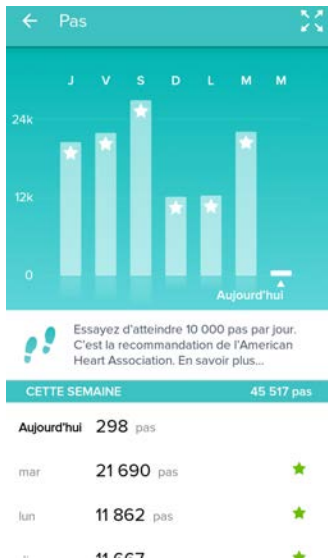 Pas
J V S D L M M
24k
12k
0
Aujourd'hui
Essayez d'atteindre 10 000 pas par jour.
C'est la recommandation de l'American
Heart Association. En savoir plus...
CETTE SEMAINE 45 517 pas
Aujourd'hui 298 pas
mar 21 690 pas
lun 11 862 pas
11 667